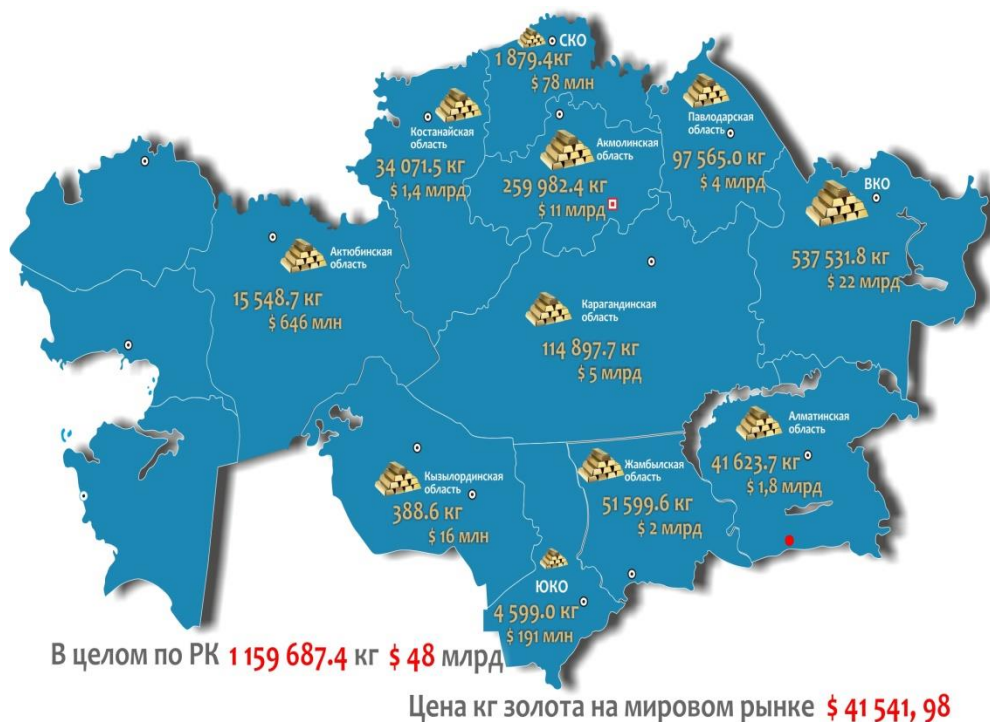 СКО
1 879.4кг
$ 78 млн
Костанайская
область
34 071.5 кг
$ 1,4 млрд
Акмолинская
область
259 982.4 кг
$ 11 млрд
Павлодарская
область
97 565.0 кг
$ 4 млрд
ВКО
537 531.8 кг
$ 22 млрд
Актюбинская
область
15 548.7 кг
$ 646 млн
Карагандинская
область
114 897.7 кг
$ 5 млрд
Алматинская
область
41 623.7 кг
$ 1,8 млрд
Кызылординская
область
388.6 кг
$ 16 млн
Жамбылская
область
51 599.6 кг
$ 2 млрд
ЮКО
4 599.0 кг
$ 191 млн
В целом по РК 1 159 687.4 кг $ 48 млрд
Цена кг золота на мировом рынке $ 41 541, 98